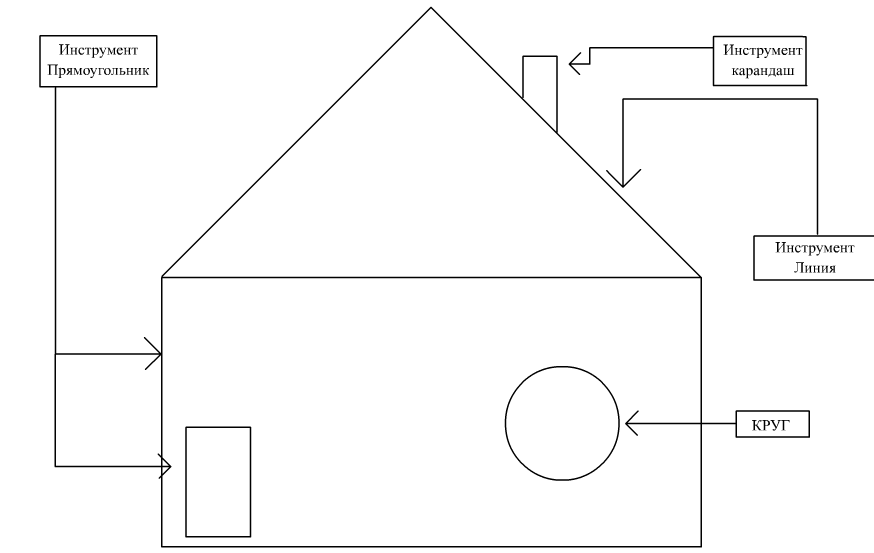 Инструмент
Прямоугольник
Инструмент
карандаш
Инструмент
Линия
КРУГ